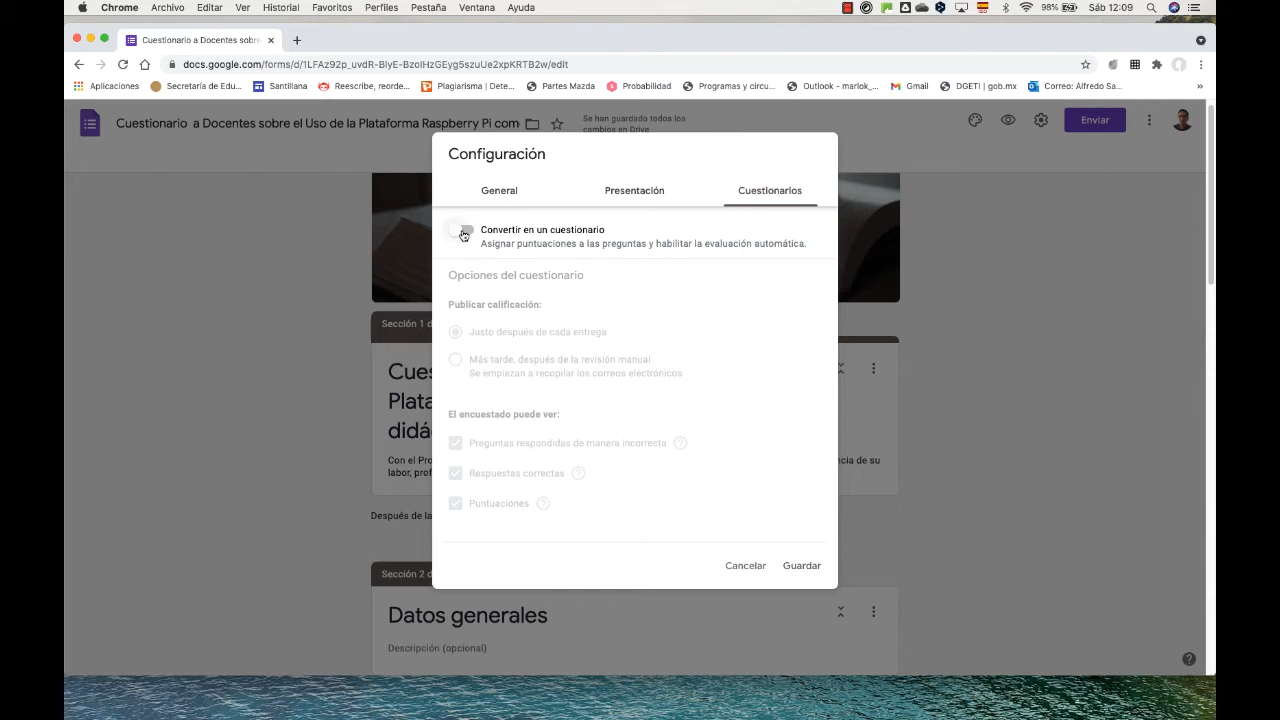 Chrome Archivo Editar Ver Historial Favoritos Perfiles Pestaña Ventana Ayuda 98% Sáb 12:09
Cuestionario a Docentes sobre
docs.google.com/forms/d/1LFAz92p_uvdR-BlyE-BzoIHzGEyg5szuUe2xpKRTB2w/edit
Aplicaciones Secretaría de Edu... Santillana Reescribe, reorde... Plagiarisma | Dete... Partes Mazda Probabilidad Programas y circu... Outlook - marlok_... Gmail DGETI | gob.mx Correo: Alfredo Sa... »
Cuestionario a Docentes sobre el Uso de la Plataforma Raspberry Pi com
Se han guardado todos los
cambios en Drive
Enviar
Configuración
General Presentación Cuestionarios
Convertir en un cuestionario
Asignar puntuaciones a las preguntas y habilitar la evaluación automática.
Opciones del cuestionario
Publicar calificación:
Justo después de cada entrega
Más tarde, después de la revisión manual
Se empiezan a recopilar los correos electrónicos
El encuestado puede ver:
Preguntas respondidas de manera incorrecta
Respuestas correctas
Puntuaciones
Cancelar Guardar
Sección 1 d
Cues
Plata
didá
Con el Pro
labor, prof
ncia de su
Después de la
Sección 2 d
Datos generales
Descripción (opcional)